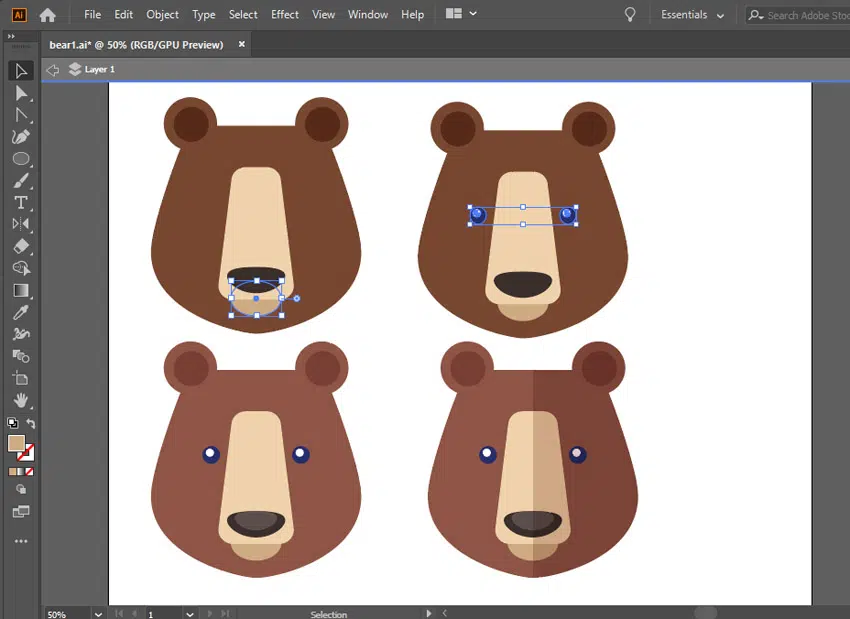 Ai File Edit Object Type Select Effect View Window Help Essentials Search Adobe Stoc
bear1.ai* @ 50% (RGB/GPU Preview) ×
Layer 1
T
50% 1 Selection